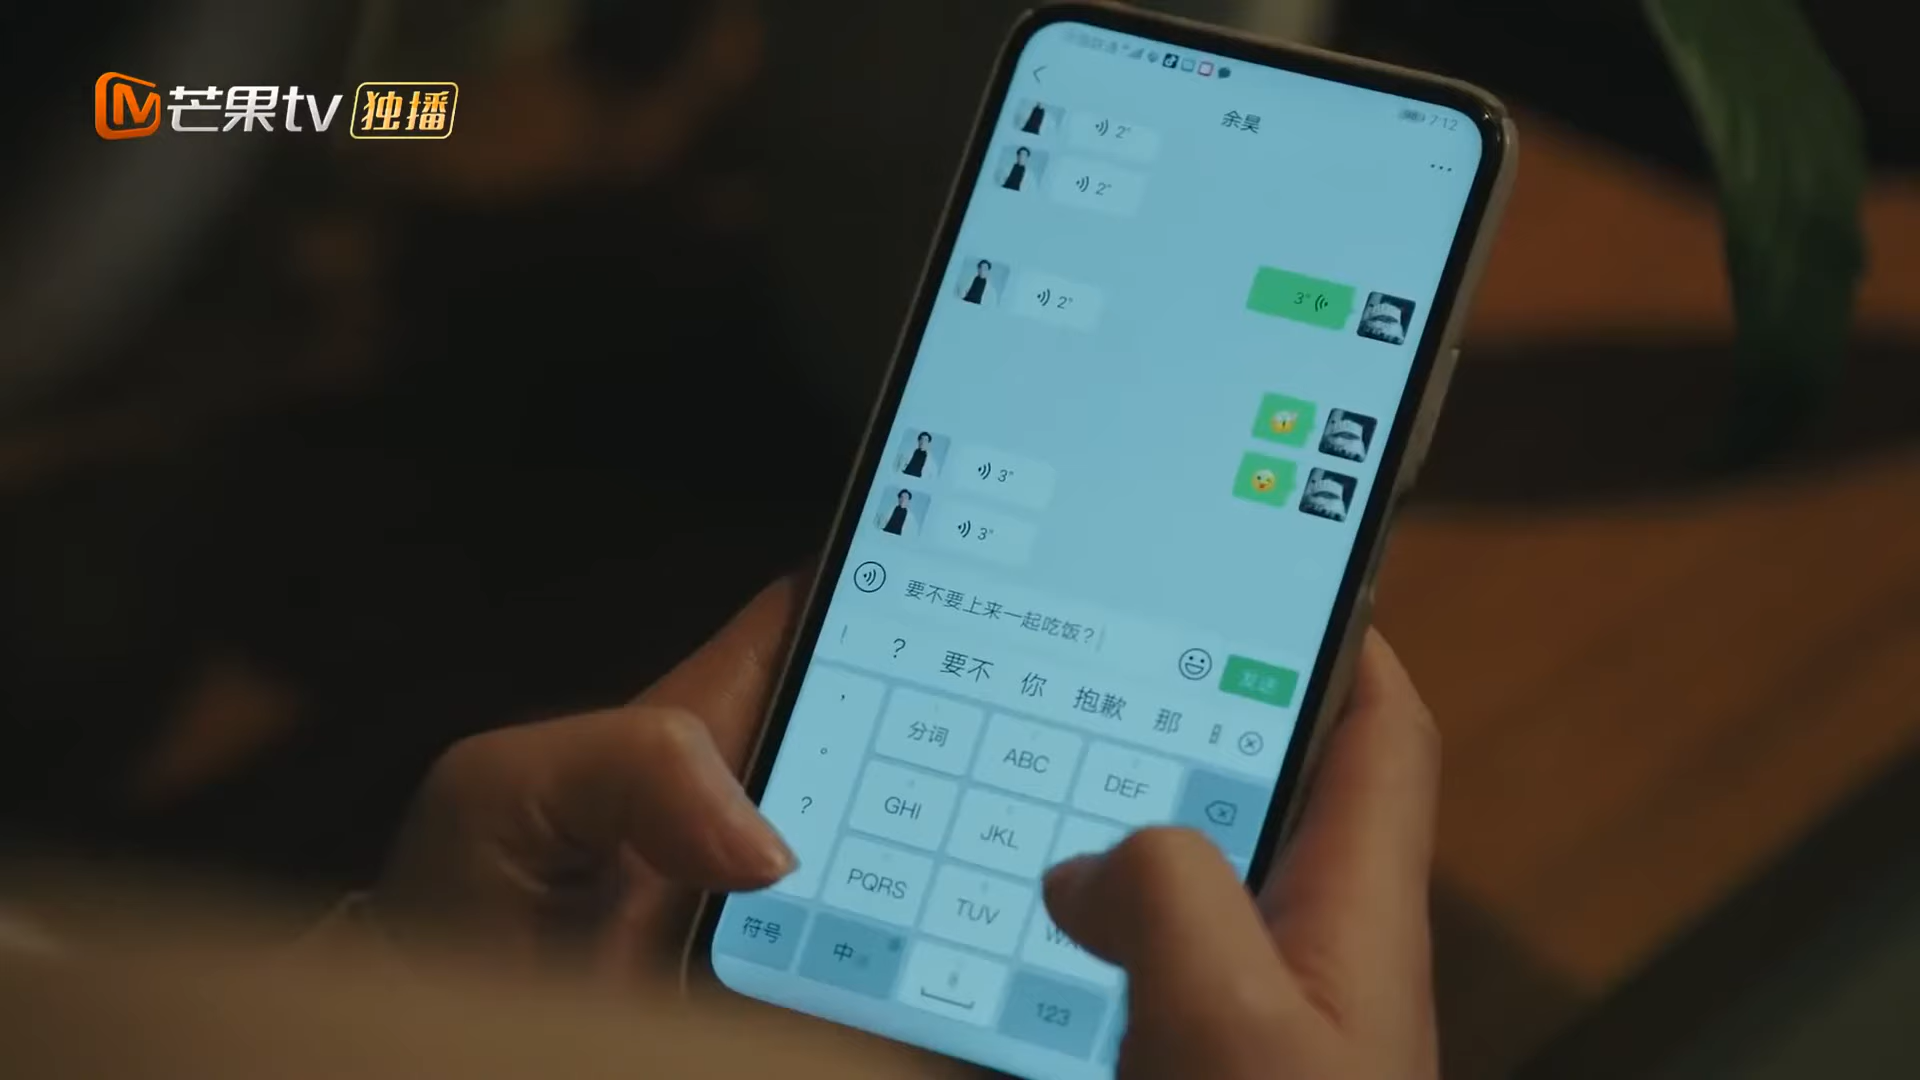 芒果tv 独播
7:12
余昊
2"
2"
3"
2"
3"
3"
要不要上来一起吃饭？
发送
！ ？ 要不 你 抱歉 那
， 分词 ABC DEF
。
？ GHI JKL
PQRS TUV
符号 中 123